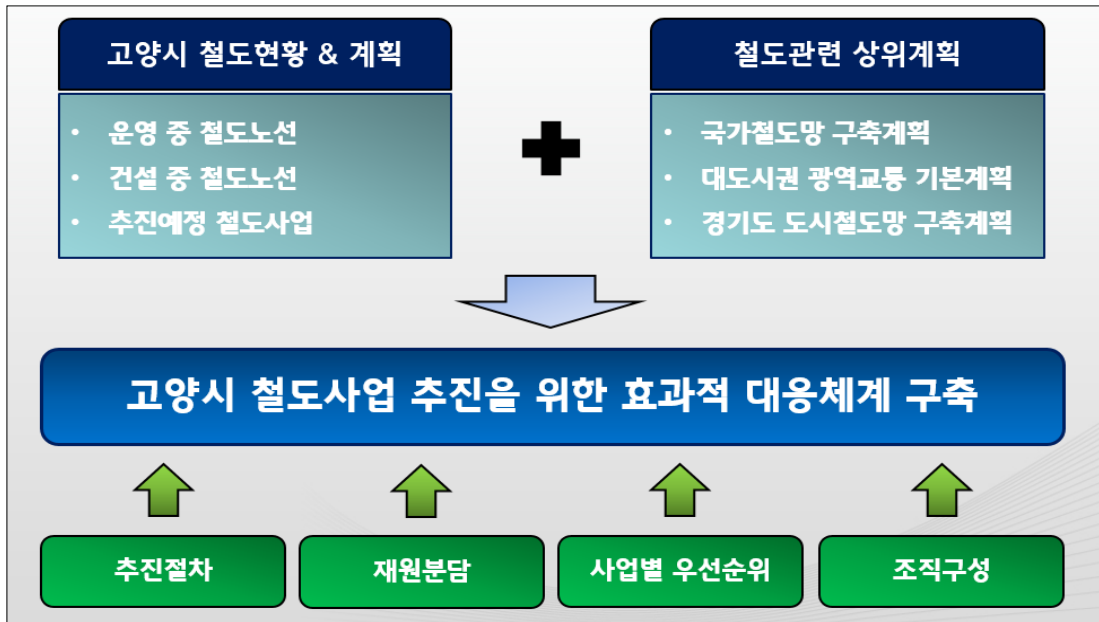 고양시 철도현황 & 계획
• 운영 중 철도노선
• 건설 중 철도노선
• 추진예정 철도사업
철도관련 상위계획
• 국가철도망 구축계획
• 대도시권 광역교통 기본계획
• 경기도 도시철도망 구축계획
고양시 철도사업 추진을 위한 효과적 대응체계 구축
추진절차
재원분담
사업별 우선순위
조직구성